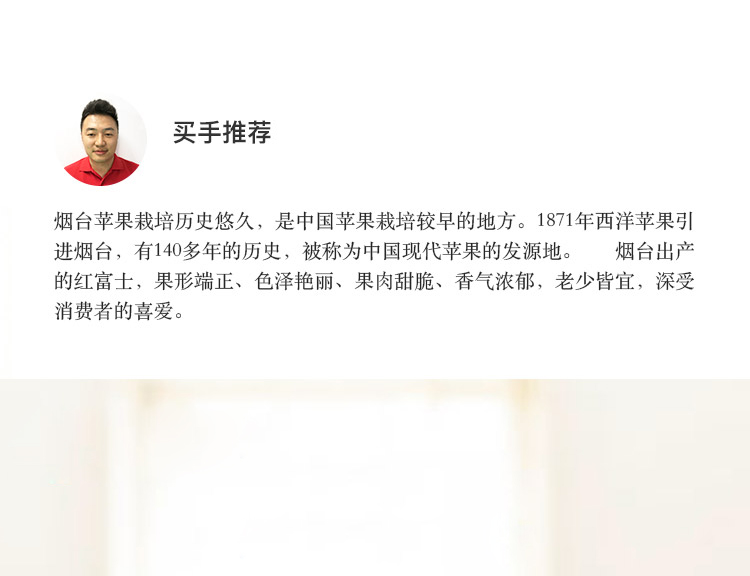 买手推荐
烟台苹果栽培历史悠久，是中国苹果栽培较早的地方。1871年西洋苹果引
进烟台，有140多年的历史，被称为中国现代苹果的发源地。　　烟台出产
的红富士，果形端正、色泽艳丽、果肉甜脆、香气浓郁，老少皆宜，深受
消费者的喜爱。